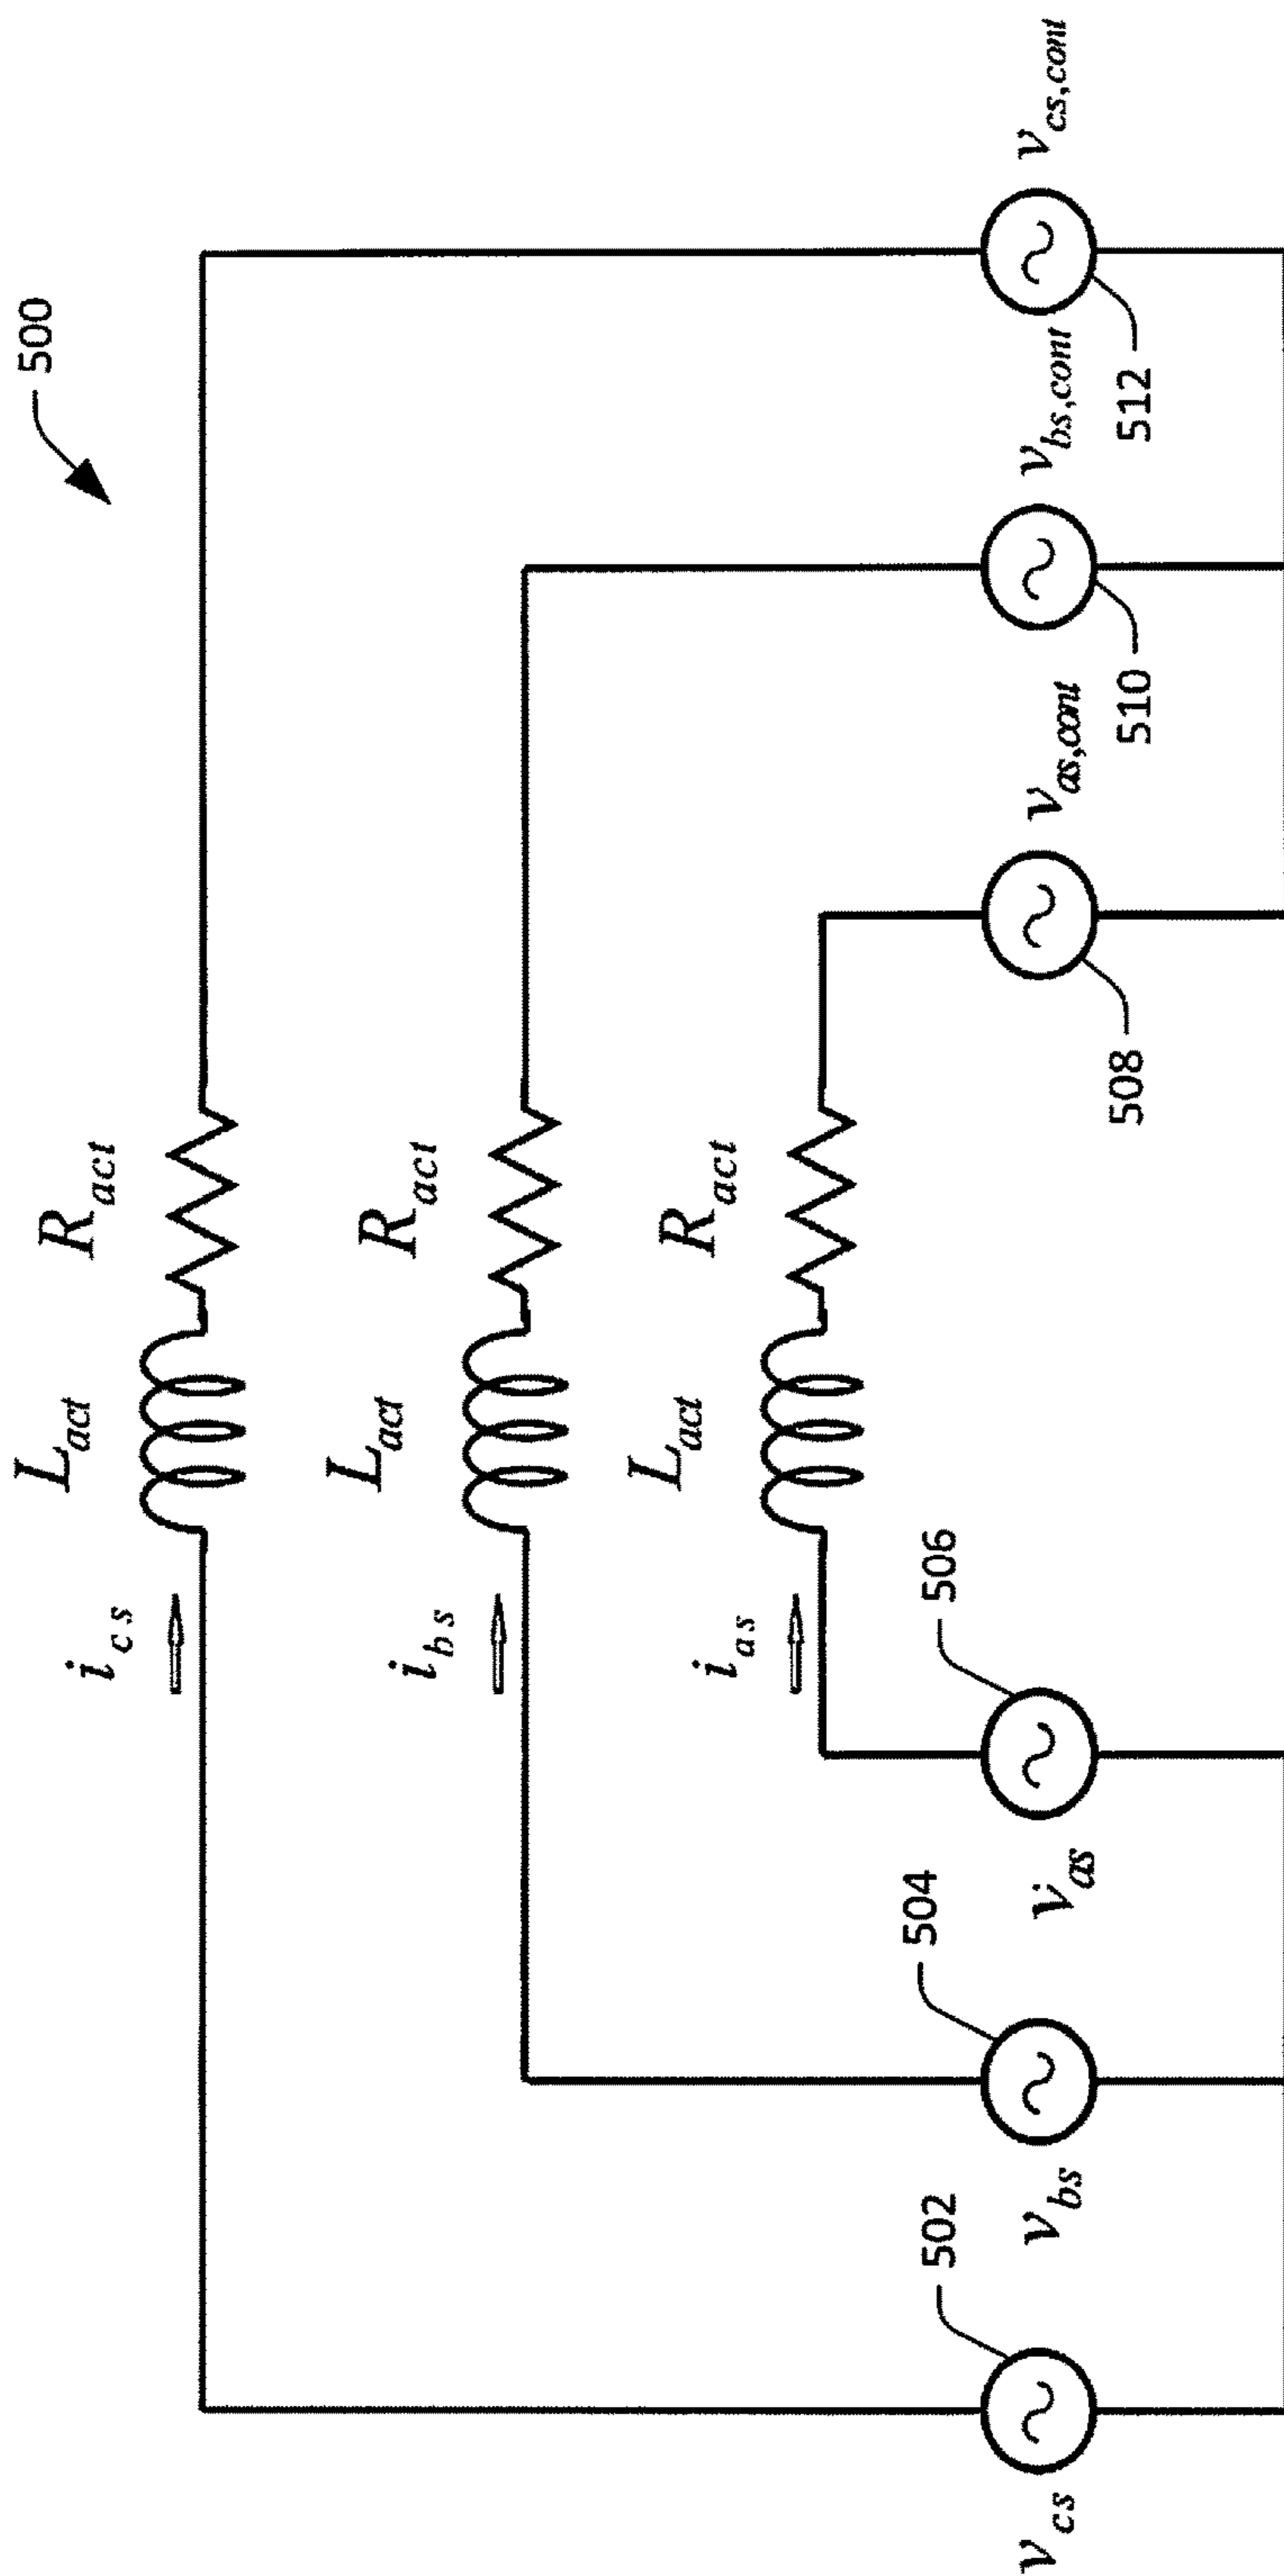 500
L_act R_act
i_cs
L_act R_act
i_bs
L_act R_act
i_as
502
504
506
v_cs
v_bs
v_as
v_as,cont
v_bs,cont
v_cs,cont
508
510
512